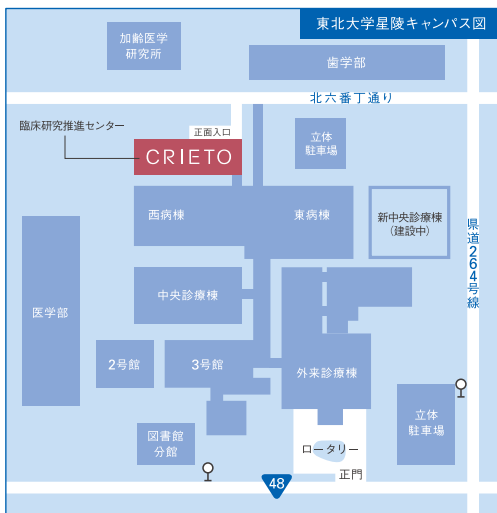 東北大学星陵キャンパス図
加齢医学
研究所
歯学部
北六番丁通り
臨床研究推進センター
正面入口
CRIETO
立体
駐車場
西病棟
東病棟
新中央診療棟
(建設中)
県道264号線
中央診療棟
医学部
2号館
3号館
外来診療棟
立体
駐車場
図書館
分館
ロータリー
正門
48